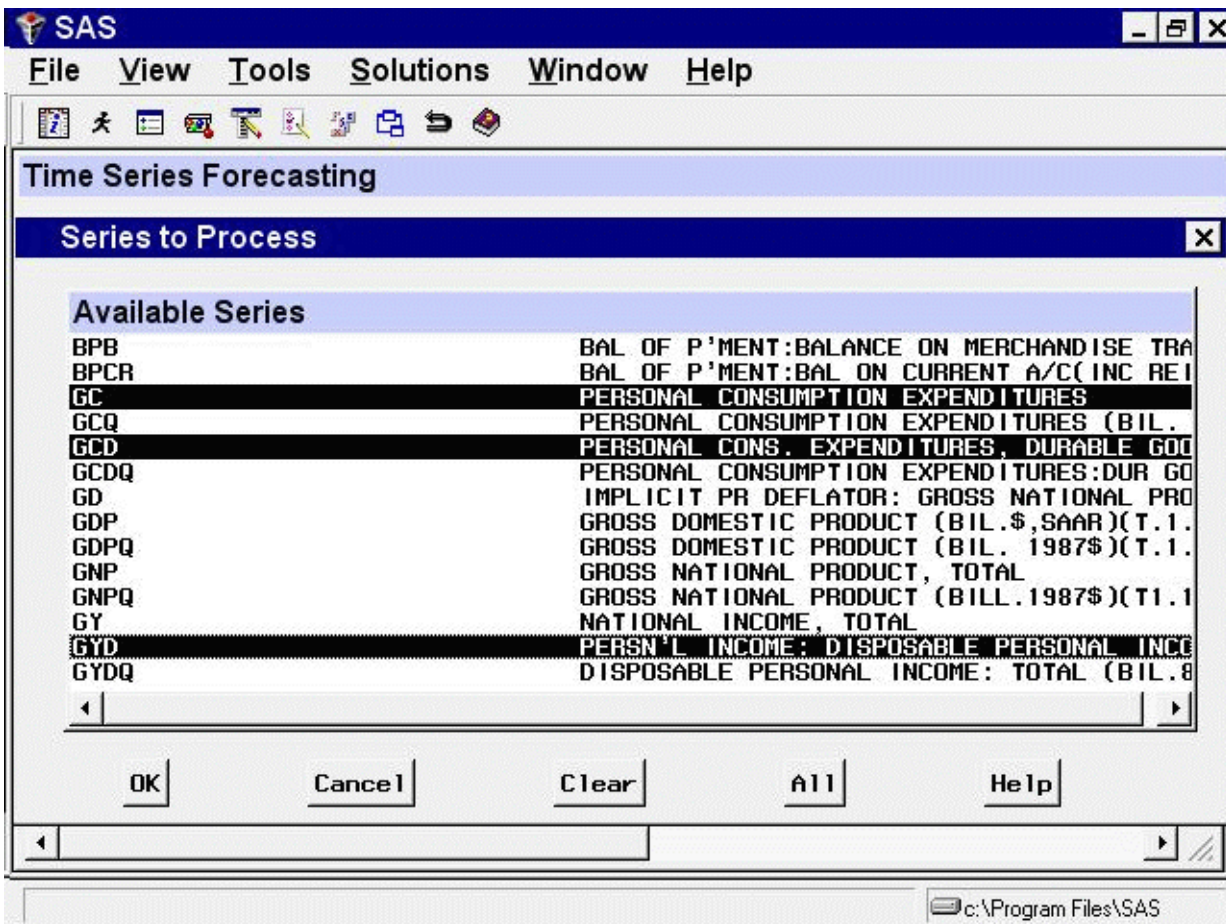 SAS
File View Tools Solutions Window Help
Time Series Forecasting
Series to Process
Available Series
BPB BAL OF P'MENT:BALANCE ON MERCHANDISE TRA
BPCR BAL OF P'MENT:BAL ON CURRENT A/C(INC REI
GC PERSONAL CONSUMPTION EXPENDITURES
GCQ PERSONAL CONSUMPTION EXPENDITURES (BIL.
GCD PERSONAL CONS. EXPENDITURES, DURABLE GOO
GCDQ PERSONAL CONSUMPTION EXPENDITURES:DUR GO
GD IMPLICIT PR DEFLATOR: GROSS NATIONAL PRO
GDP GROSS DOMESTIC PRODUCT (BIL.$,SAAR)(T.1.
GDPQ GROSS DOMESTIC PRODUCT (BIL. 1987$)(T.1.
GNP GROSS NATIONAL PRODUCT, TOTAL
GNPQ GROSS NATIONAL PRODUCT (BILL.1987$)(T1.1
GY NATIONAL INCOME, TOTAL
GYD PERSN'L INCOME: DISPOSABLE PERSONAL INCO
GYDQ DISPOSABLE PERSONAL INCOME: TOTAL (BIL.8
OK Cancel Clear All Help
c:\Program Files\SAS